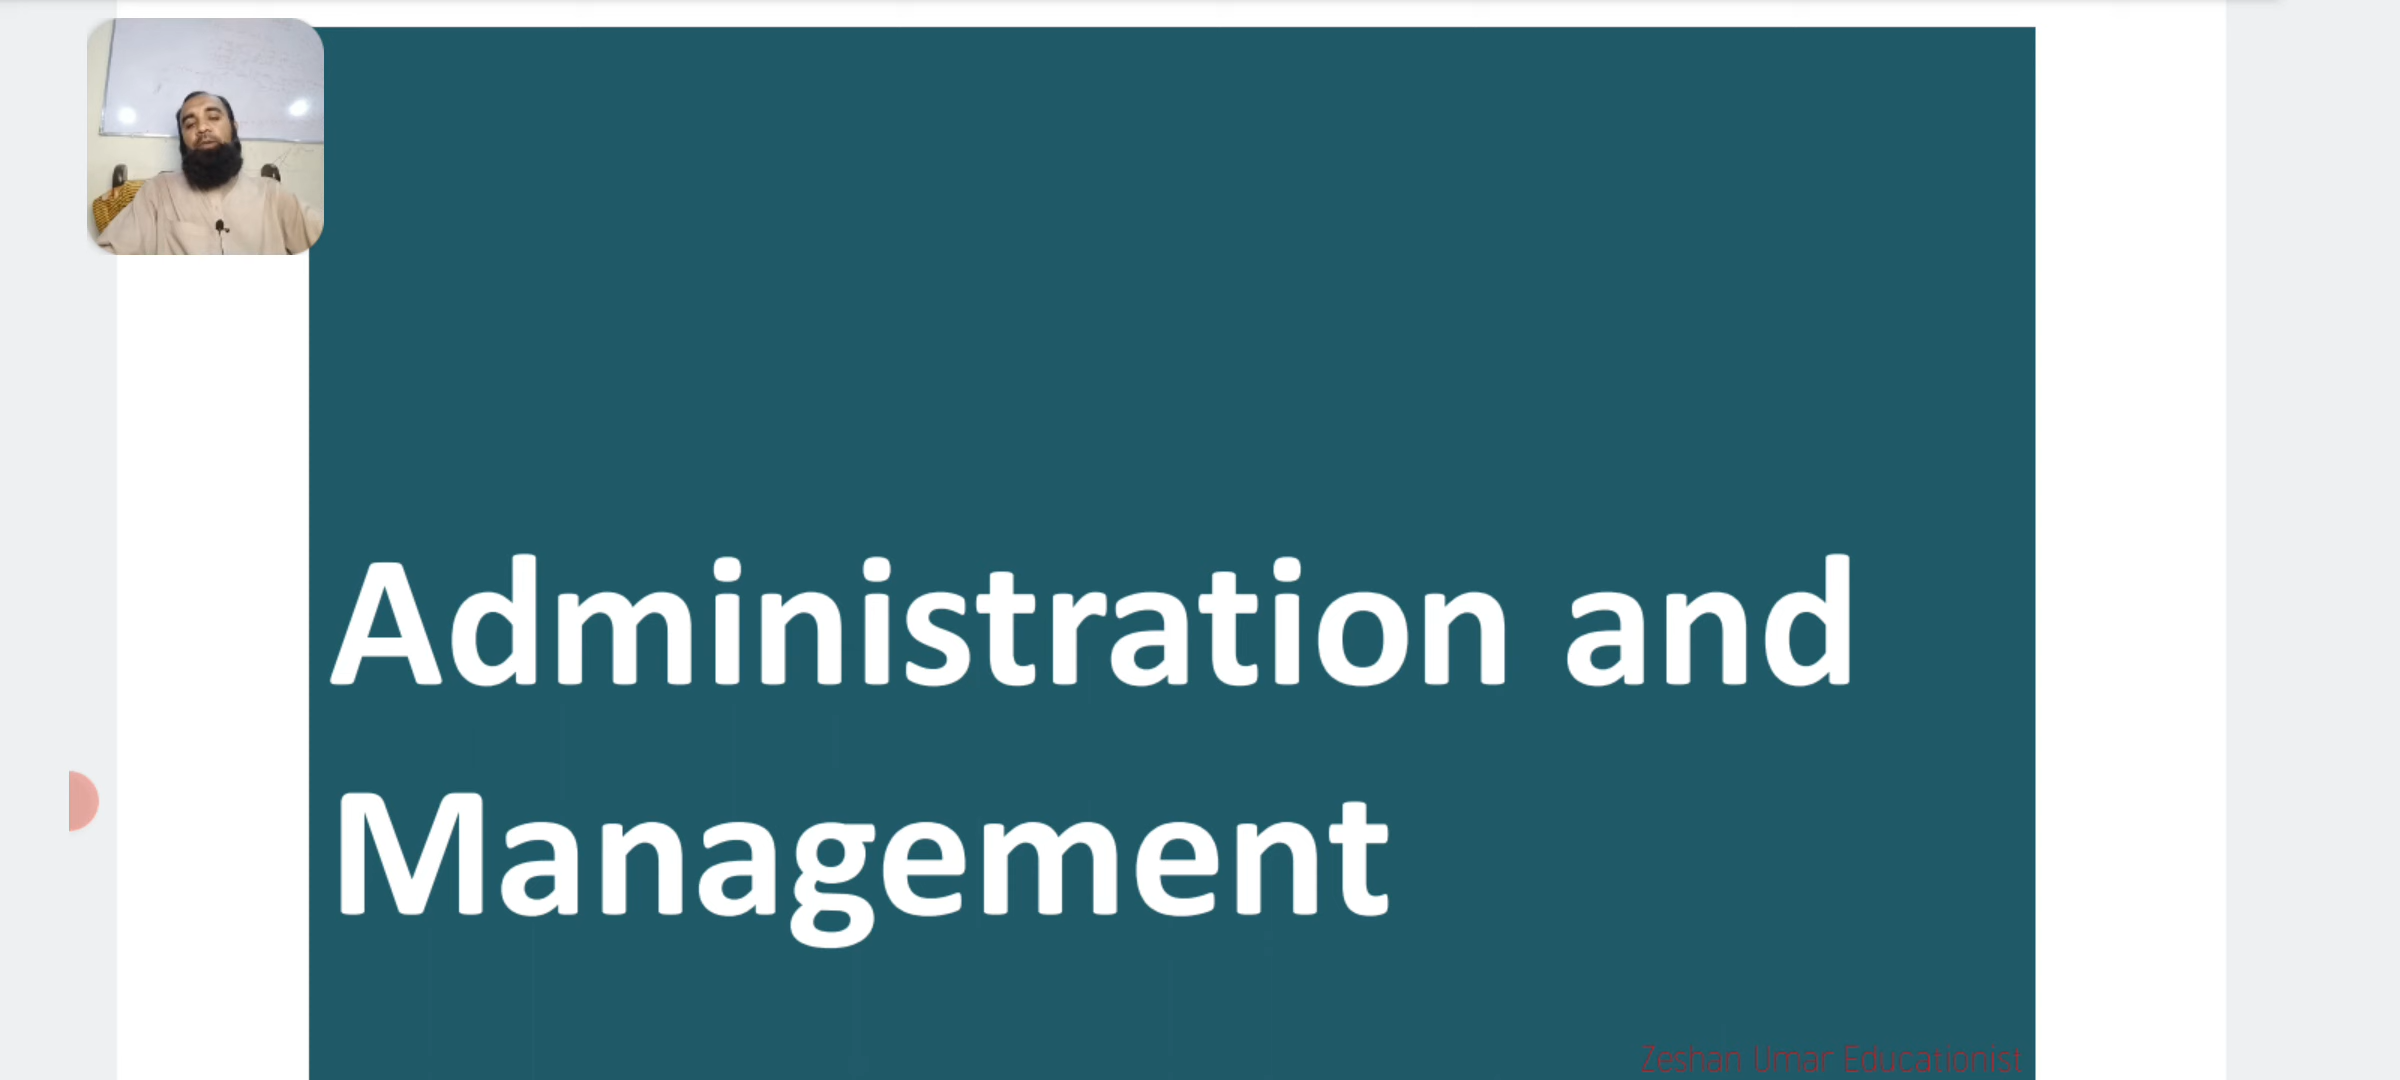 Administration and
Management
Zeshan Umar Educationist